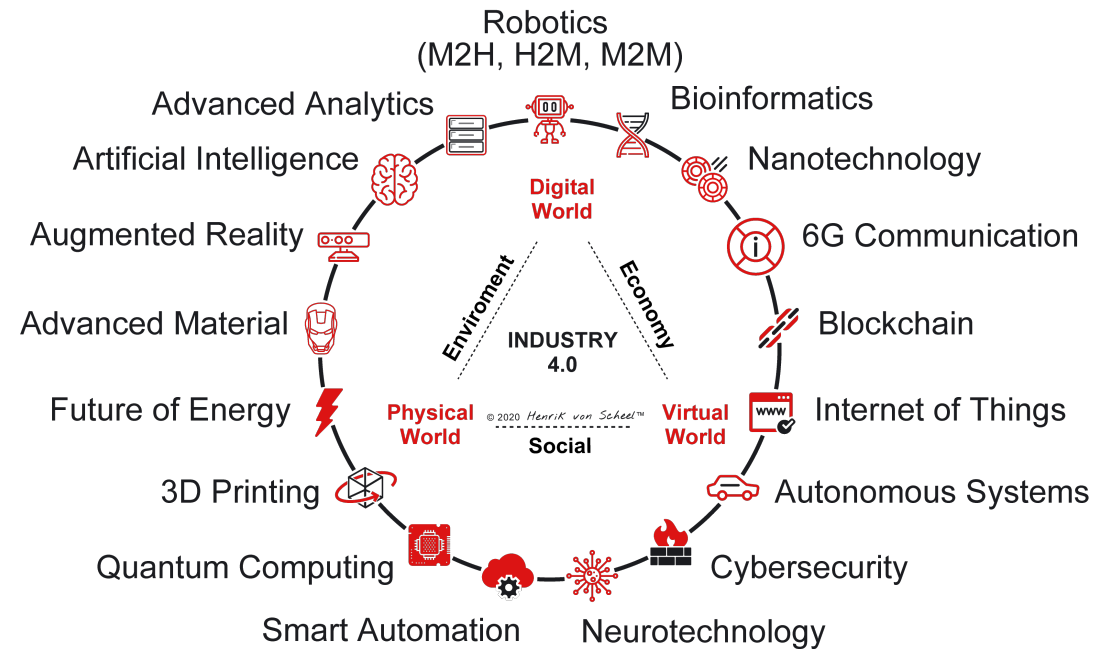 Robotics
(M2H, H2M, M2M)
Advanced Analytics
Bioinformatics
Artificial Intelligence
Nanotechnology
Digital
World
Augmented Reality
6G Communication
i
Enviroment
Economy
Advanced Material
INDUSTRY
4.0
Blockchain
Future of Energy
Physical
World
© 2020 Henrik von Scheel™
Virtual
World
Social
www
Internet of Things
3D Printing
Autonomous Systems
Quantum Computing
Cybersecurity
Smart Automation
Neurotechnology